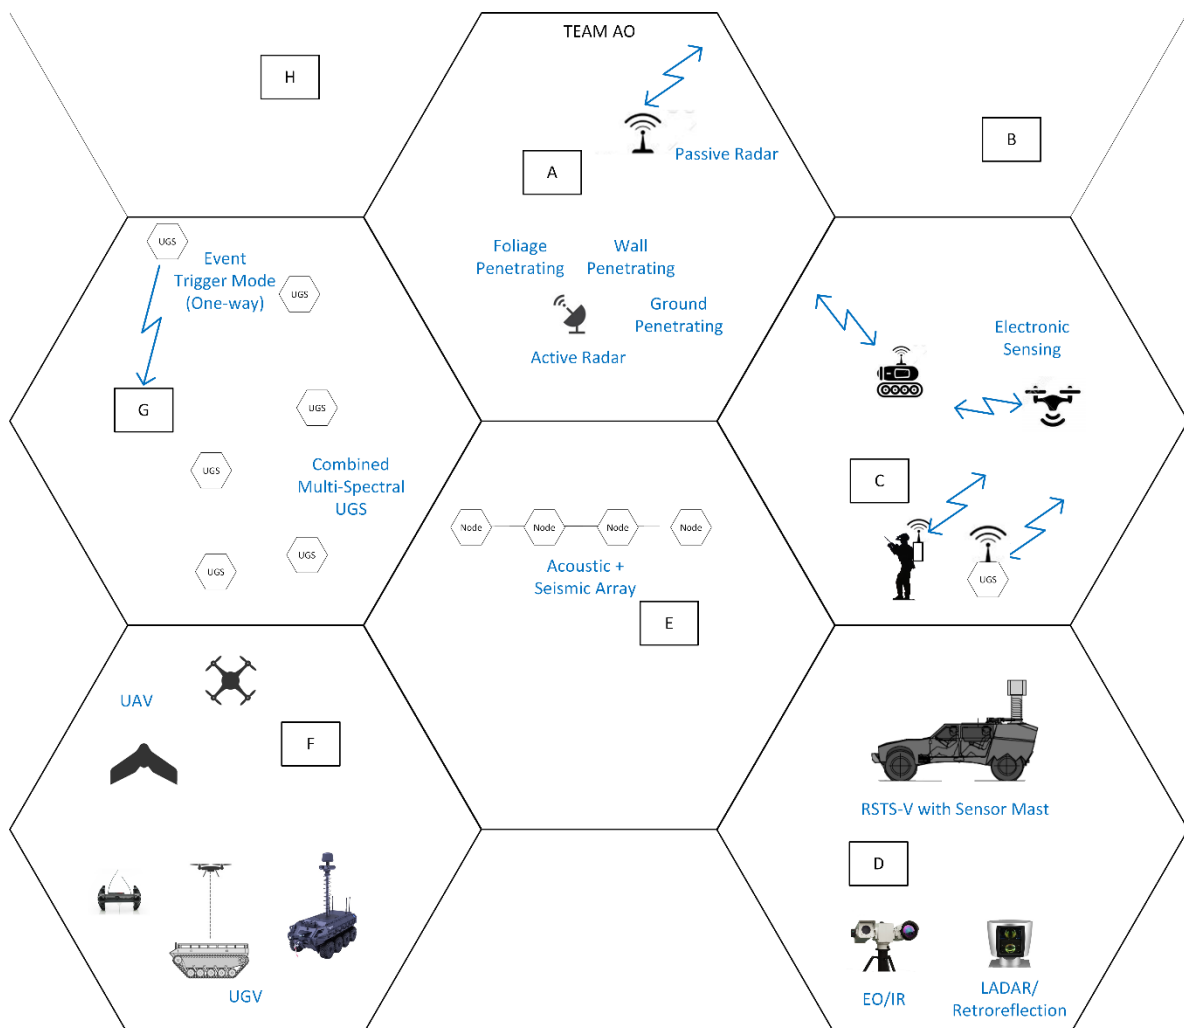 TEAM AO
H
B
A
Passive Radar
Foliage
Penetrating
Wall
Penetrating
Ground
Penetrating
Active Radar
UGS
Event
Trigger Mode
(One-way)
UGS
G
UGS
UGS
Combined
Multi-Spectral
UGS
UGS
UGS
Electronic
Sensing
C
UGS
Node
Node
Node
Node
Acoustic +
Seismic Array
E
UAV
F
UGV
RSTS-V with Sensor Mast
D
EO/IR
LADAR/
Retroreflection